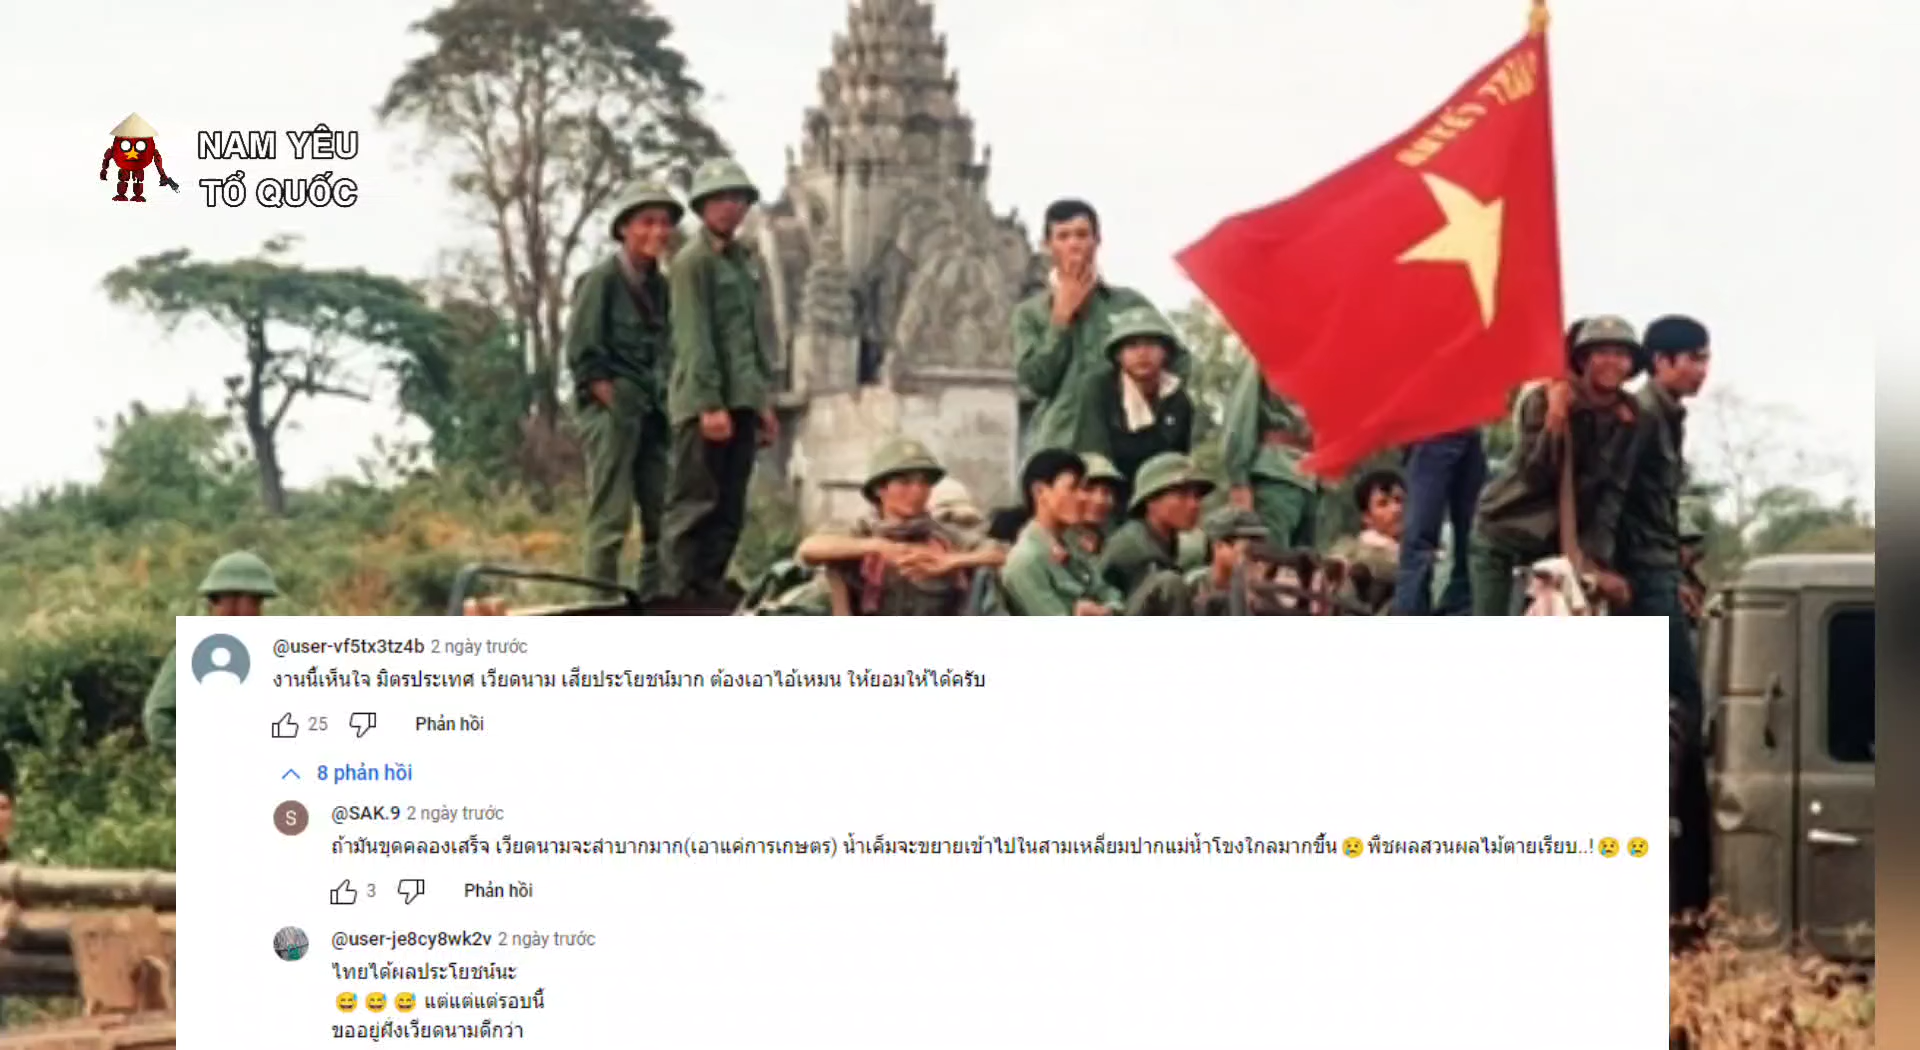 NAM YÊU
TỔ QUỐC
@user-vf5tx3tz4b 2 ngày trước
งานนี้เห็นใจ มิตรประเทศ เวียดนาม เสียประโยชน์มาก ต้องเอาไอ้เหมน ให้ยอมให้ได้ครับ
25 Phản hồi
8 phản hồi
S
@SAK.9 2 ngày trước
ถ้ามันขุดคลองเสร็จ เวียดนามจะลำบากมาก(เอาแค่การเกษตร) น้ำเค็มจะขยายเข้าไปในสามเหลี่ยมปากแม่น้ำโขงใกลมากขึ้น😢พืชผลสวนผลไม้ตายเรียบ..!😢 😢
3 Phản hồi
@user-je8cy8wk2v 2 ngày trước
ไทยได้ผลประโยชน์นะ
😅 😅 😅 แต่แต่แต่รอบนี้
ขออยู่ฝั่งเวียดนามดีกว่า